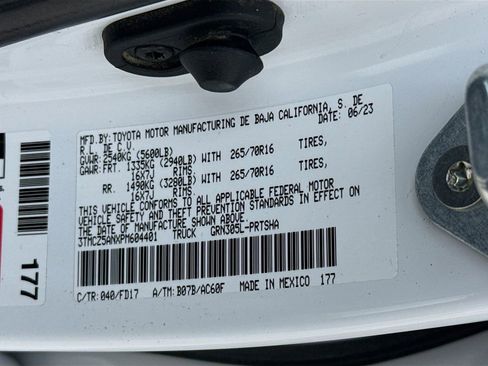 MFD.BY: TOYOTA MOTOR MANUFACTURING DE BAJA CALIFORNIA, S. DE
R.L. DE C.V. DATE: 06/23
GVWR: 2540KG (5600LB)
GAWR: FRT. 1335KG (2940LB) WITH 265/70R16 TIRES,
16X7J RIMS.
RR. 1490KG (3280LB) WITH 265/70R16 TIRES,
16X7J RIMS.
THIS VEHICLE CONFORMS TO ALL APPLICABLE FEDERAL MOTOR
VEHICLE SAFETY AND THEFT PREVENTION STANDARDS IN EFFECT ON
THE DATE OF MANUFACTURE SHOWN ABOVE.
3TMCZ5ANXPM604401 TRUCK GRN305L-PRTSHA
C/TR: 040/FD17 A/TM: B07B/AC60F MADE IN MEXICO 177
177